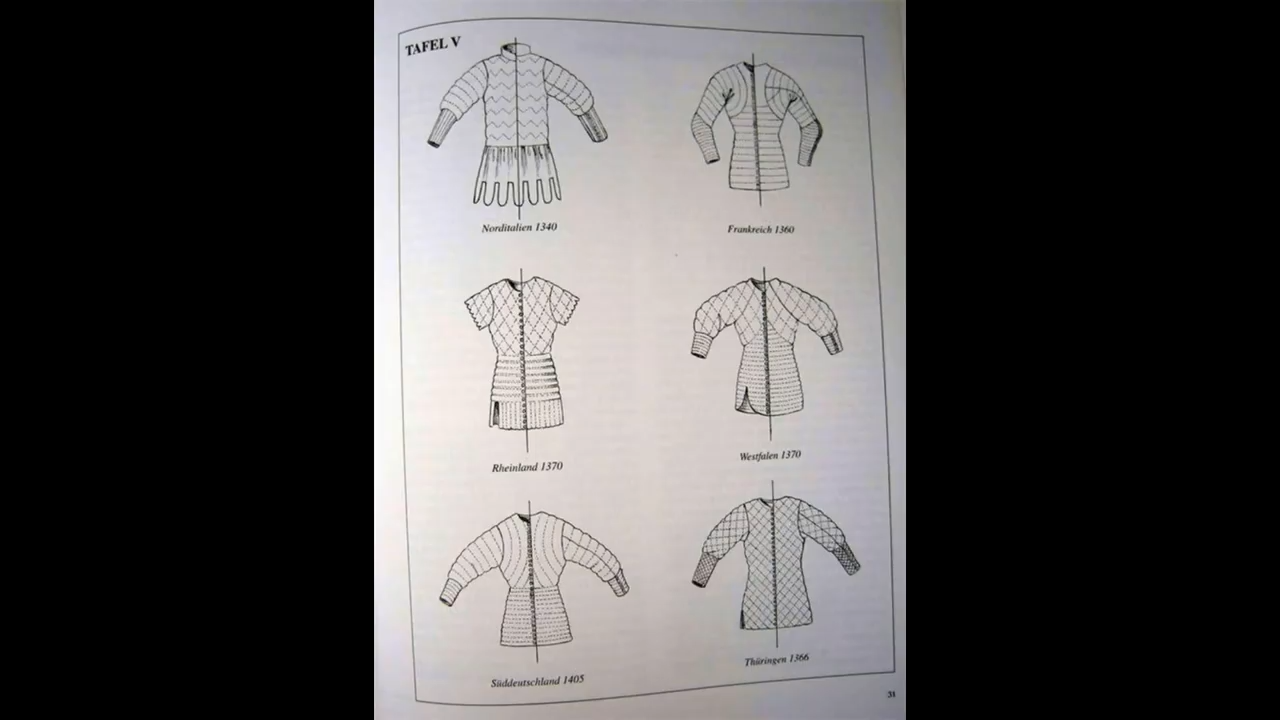 TAFEL V
Norditalien 1340
Frankreich 1360
Rheinland 1370
Westfalen 1370
Süddeutschland 1405
Thüringen 1366
31